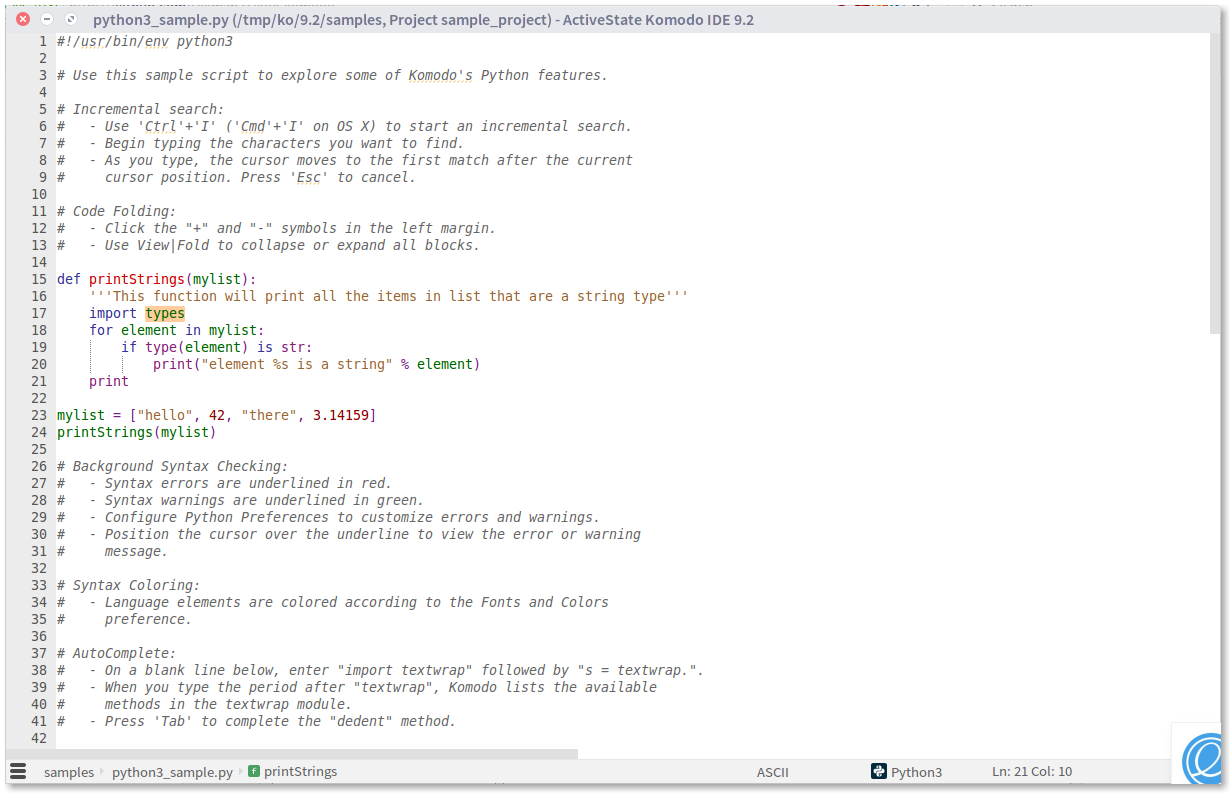 python3_sample.py (/tmp/ko/9.2/samples, Project sample_project) - ActiveState Komodo IDE 9.2
1 #!/usr/bin/env python3
2
3 # Use this sample script to explore some of Komodo's Python features.
4
5 # Incremental search:
6 #   - Use 'Ctrl'+'I' ('Cmd'+'I' on OS X) to start an incremental search.
7 #   - Begin typing the characters you want to find.
8 #   - As you type, the cursor moves to the first match after the current
9 #     cursor position. Press 'Esc' to cancel.
10
11 # Code Folding:
12 #   - Click the "+" and "-" symbols in the left margin.
13 #   - Use View|Fold to collapse or expand all blocks.
14
15 def printStrings(mylist):
16     '''This function will print all the items in list that are a string type'''
17     import types
18     for element in mylist:
19         if type(element) is str:
20             print("element %s is a string" % element)
21     print
22
23 mylist = ["hello", 42, "there", 3.14159]
24 printStrings(mylist)
25
26 # Background Syntax Checking:
27 #   - Syntax errors are underlined in red.
28 #   - Syntax warnings are underlined in green.
29 #   - Configure Python Preferences to customize errors and warnings.
30 #   - Position the cursor over the underline to view the error or warning
31 #     message.
32
33 # Syntax Coloring:
34 #   - Language elements are colored according to the Fonts and Colors
35 #     preference.
36
37 # AutoComplete:
38 #   - On a blank line below, enter "import textwrap" followed by "s = textwrap.".
39 #   - When you type the period after "textwrap", Komodo lists the available
40 #     methods in the textwrap module.
41 #   - Press 'Tab' to complete the "dedent" method.
42
samples python3_sample.py f printStrings ASCII Python3 Ln: 21 Col: 10